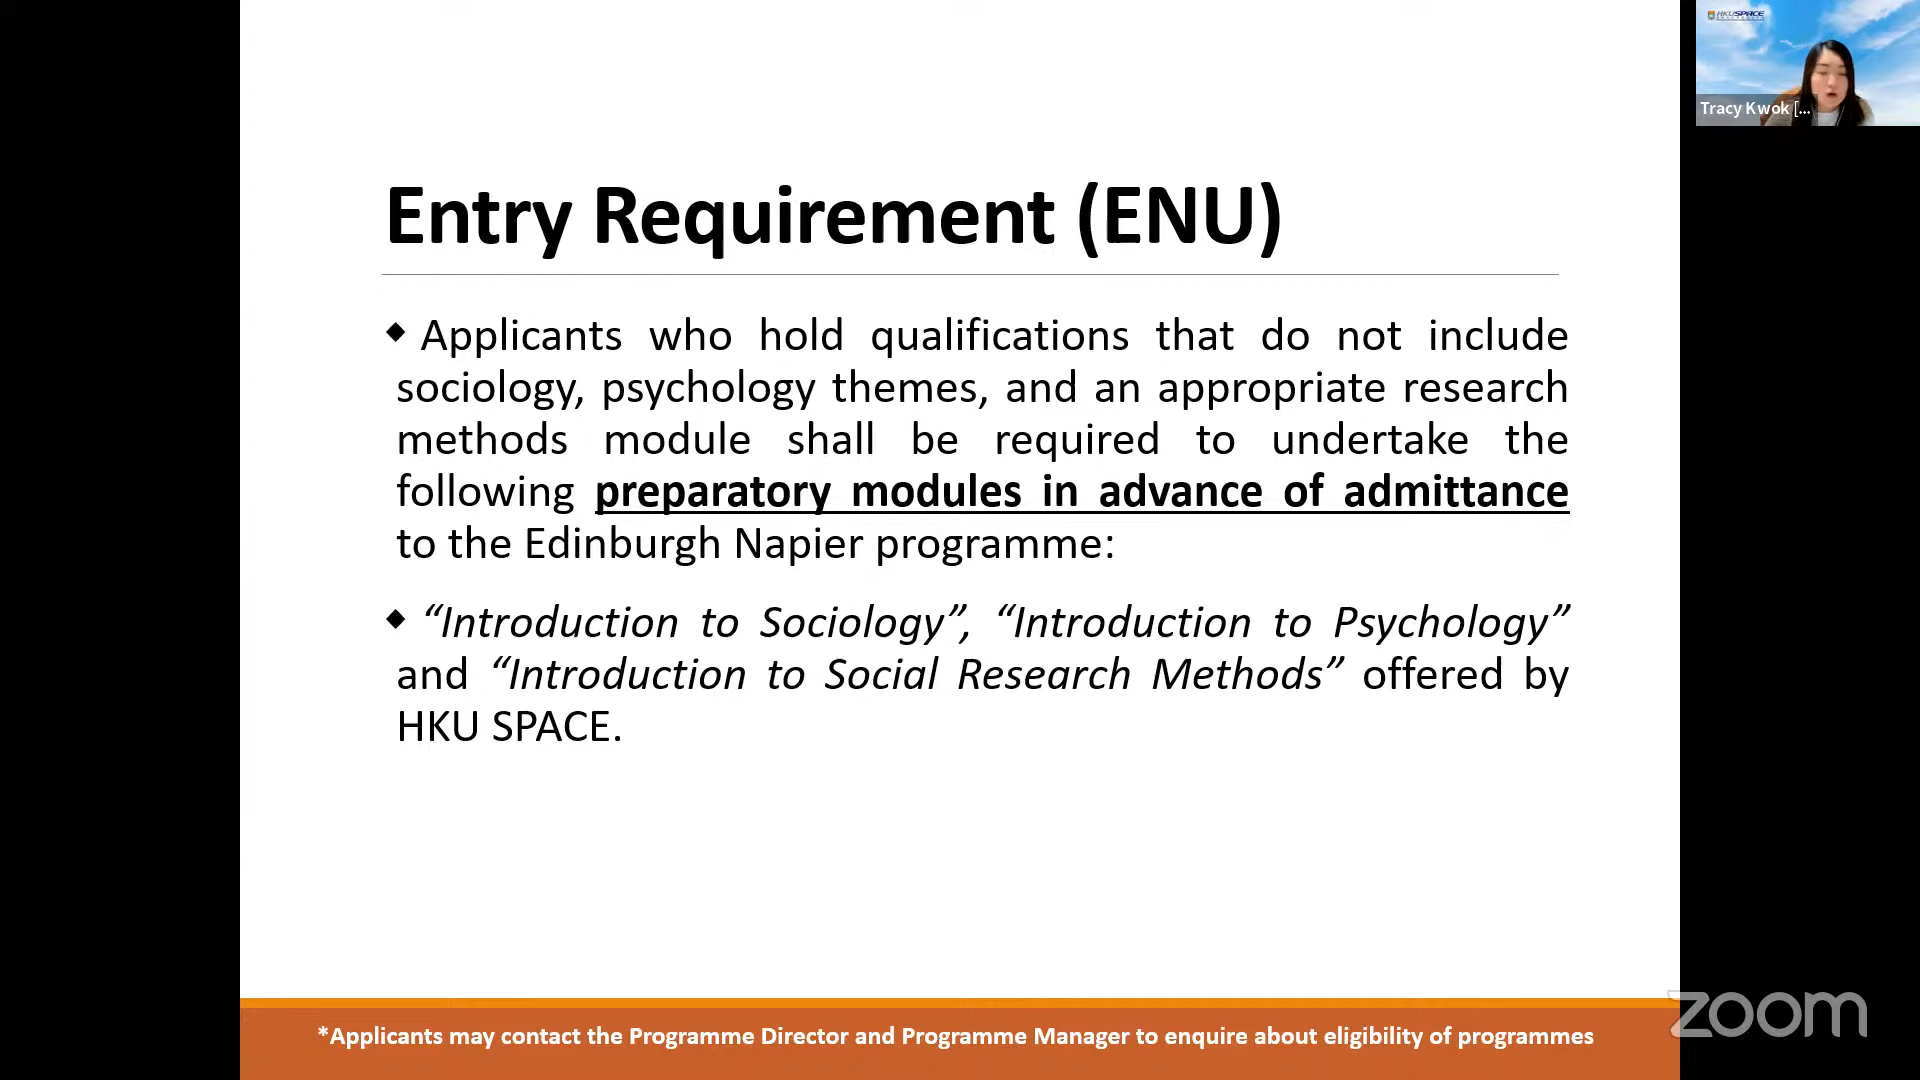 HKU SPACE
Tracy Kwok [...
Entry Requirement (ENU)
◆ Applicants who hold qualifications that do not include
sociology, psychology themes, and an appropriate research
methods module shall be required to undertake the
following preparatory modules in advance of admittance
to the Edinburgh Napier programme:
◆ “Introduction to Sociology”, “Introduction to Psychology”
and “Introduction to Social Research Methods” offered by
HKU SPACE.
*Applicants may contact the Programme Director and Programme Manager to enquire about eligibility of programmes
zoom